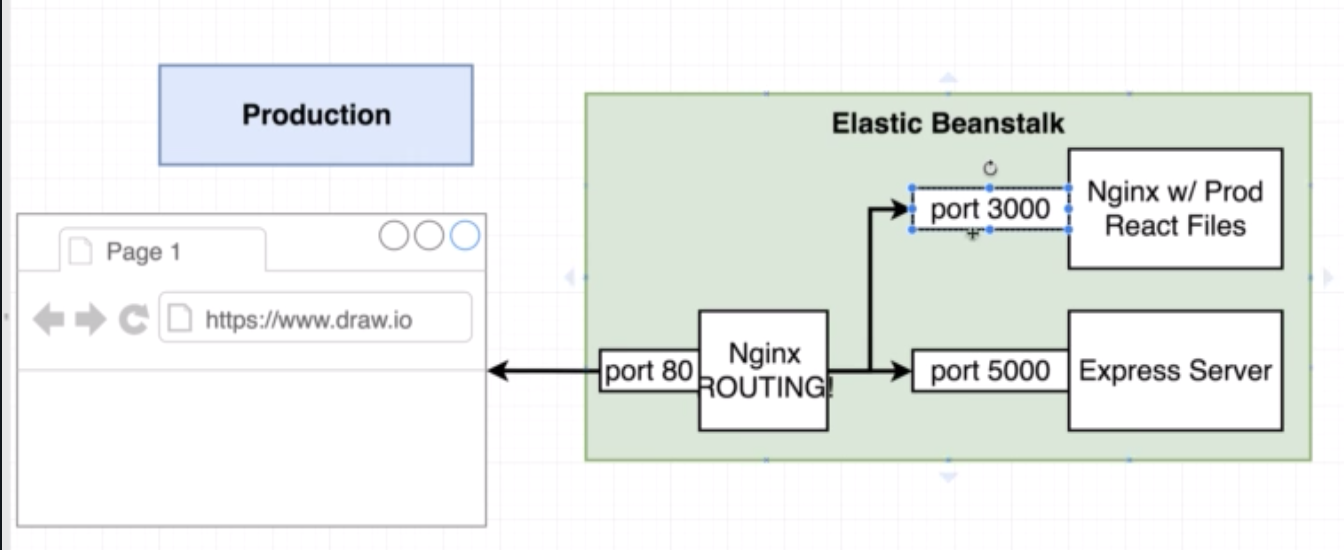 Production
Page 1
https://www.draw.io
Elastic Beanstalk
port 3000
Nginx w/ Prod
React Files
port 80
Nginx
ROUTING!
port 5000
Express Server